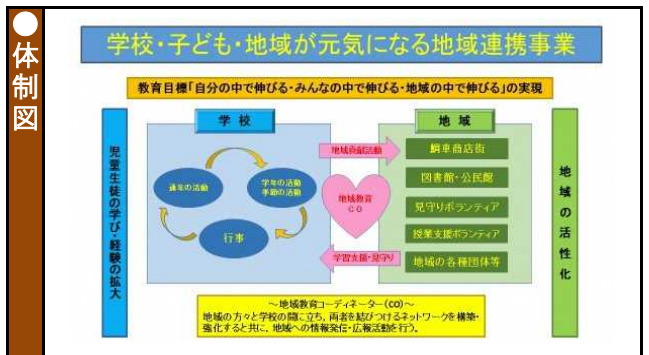 ●体制図
学校・子ども・地域が元気になる地域連携事業
教育目標「自分の中で伸びる・みんなの中で伸びる・地域の中で伸びる」の実現
児童生徒の学び・経験の拡大
学校
通年の活動
学年の活動
季節の活動
行事
地域貢献活動
地域教育
CO
学習支援・見守り
地域
鯛車商店街
図書館・公民館
見守りボランティア
授業支援ボランティア
地域の各種団体等
地域の活性化
～地域教育コーディネーター(CO)～
地域の方々と学校の間に立ち、両者を結びつけるネットワークを構築・
強化すると共に、地域への情報発信・広報活動を行う。